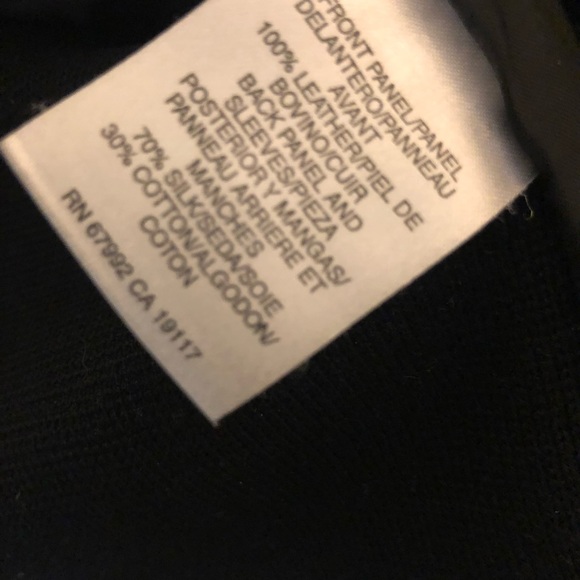 FRONT PANEL/PANEL
DELANTERO/PANNEAU
AVANT
100% LEATHER/PIEL DE
BOVINO/CUIR
BACK PANEL AND
SLEEVES/PIEZA
POSTERIOR Y MANGAS/
PANNEAU ARRIERE ET
MANCHES
70% SILK/SEDA/SOIE
30% COTTON/ALGODON/
COTON
RN 67992 CA 19117